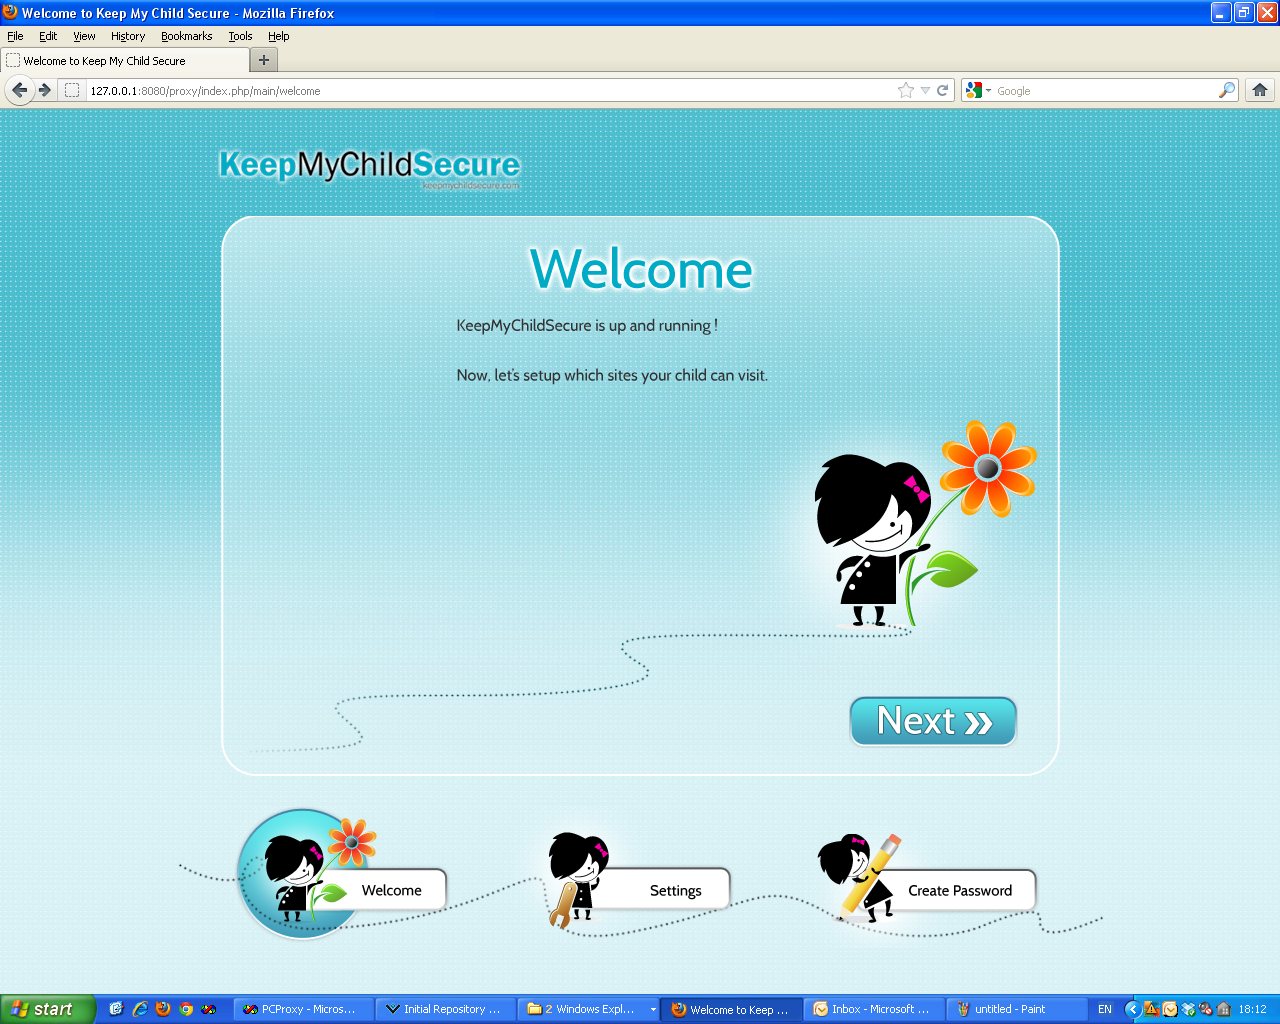 Welcome to Keep My Child Secure - Mozilla Firefox
File Edit View History Bookmarks Tools Help
Welcome to Keep My Child Secure
127.0.0.1:8080/proxy/index.php/main/welcome
Google
KeepMyChildSecure
keepmychildsecure.com
Welcome
KeepMyChildSecure is up and running !
Now, let's setup which sites your child can visit.
Next »
Welcome
Settings
Create Password
start
PCProxy - Micros...
Initial Repository ...
2 Windows Expl...
Welcome to Keep ...
Inbox - Microsoft ...
untitled - Paint
EN
18:12